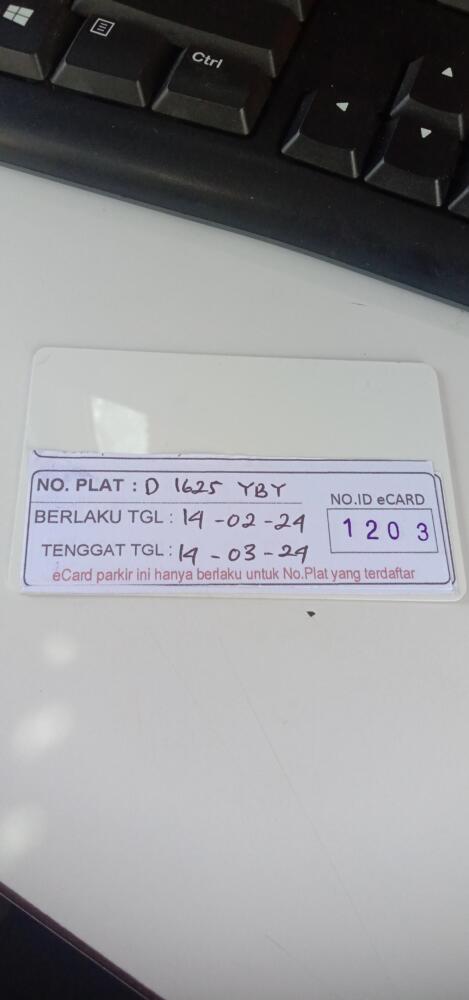 Ctrl
NO. PLAT : D 1625 YBY
BERLAKU TGL : 14 -02 -24
TENGGAT TGL : 14 - 03 - 24
NO.ID eCARD
1203
eCard parkir ini hanya berlaku untuk No.Plat yang terdaftar